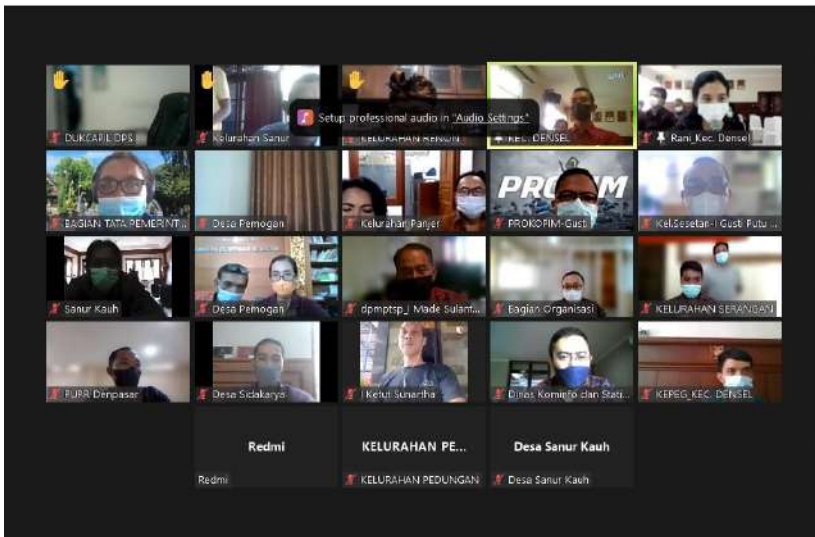 Setup professional audio in "Audio Settings"
DUKCAPIL DPS
Kelurahan Sanur
KELURAHAN RENON
KEC. DENSEL
Rani_Kec. Densel
BAGIAN TATA PEMERINT...
Desa Pemogan
Kelurahan Panjer
PROKOPIM-Gusti
Kel.Sesetan-I Gusti Putu ...
Sanur Kauh
Desa Pemogan
dpmptsp_I Made Sulant...
Bagian Organisasi
KELURAHAN SERANGAN
PUPR Denpasar
Desa Sidakarya
I Ketut Sunartha
Dinas Kominfo dan Stati...
KEPEG_KEC. DENSEL
Redmi
KELURAHAN PE...
Desa Sanur Kauh
Redmi
KELURAHAN PEDUNGAN
Desa Sanur Kauh